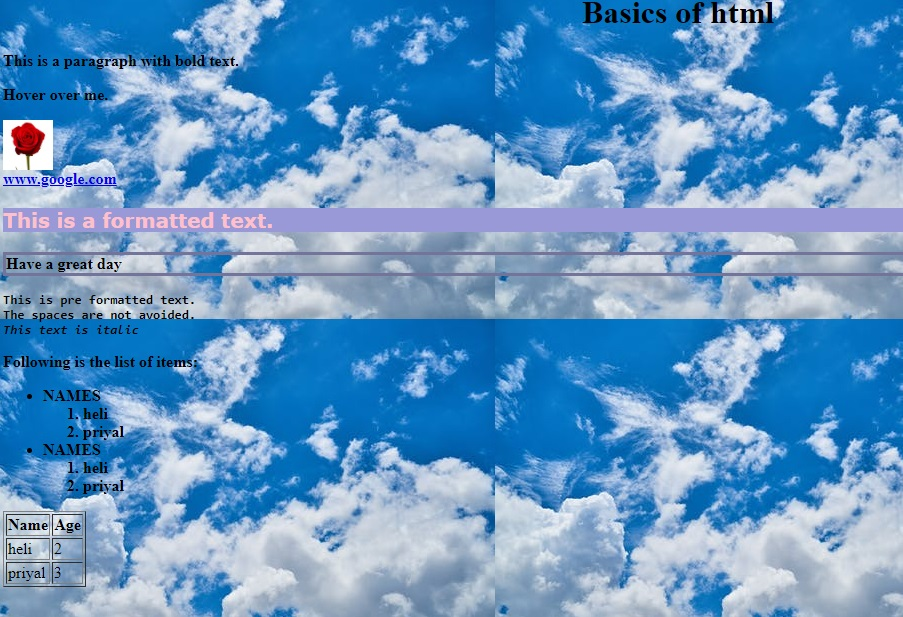 Basics of html
This is a paragraph with bold text.
Hover over me.
www.google.com
This is a formatted text.
Have a great day
This is pre formatted text.
The spaces are not avoided.
This text is italic
Following is the list of items:
• NAMES
1. heli
2. priyal
• NAMES
1. heli
2. priyal
Name Age
heli 2
priyal 3